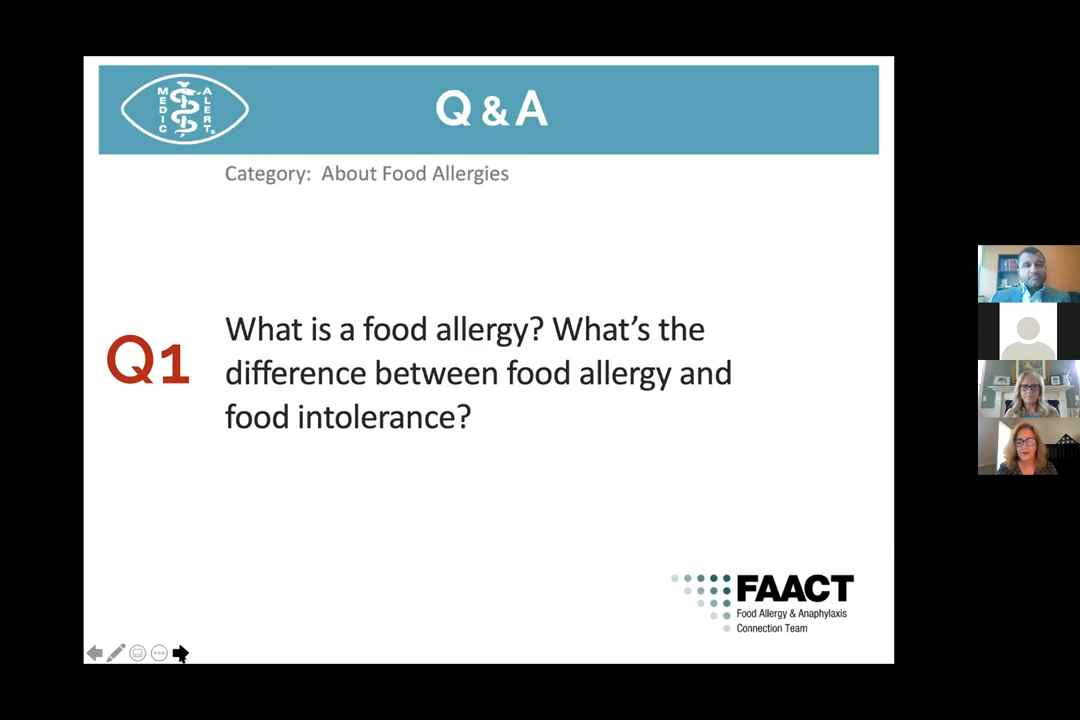 MEDIC ALERT®
Q & A
Category: About Food Allergies
Q1
What is a food allergy? What’s the
difference between food allergy and
food intolerance?
FAACT
Food Allergy & Anaphylaxis
Connection Team